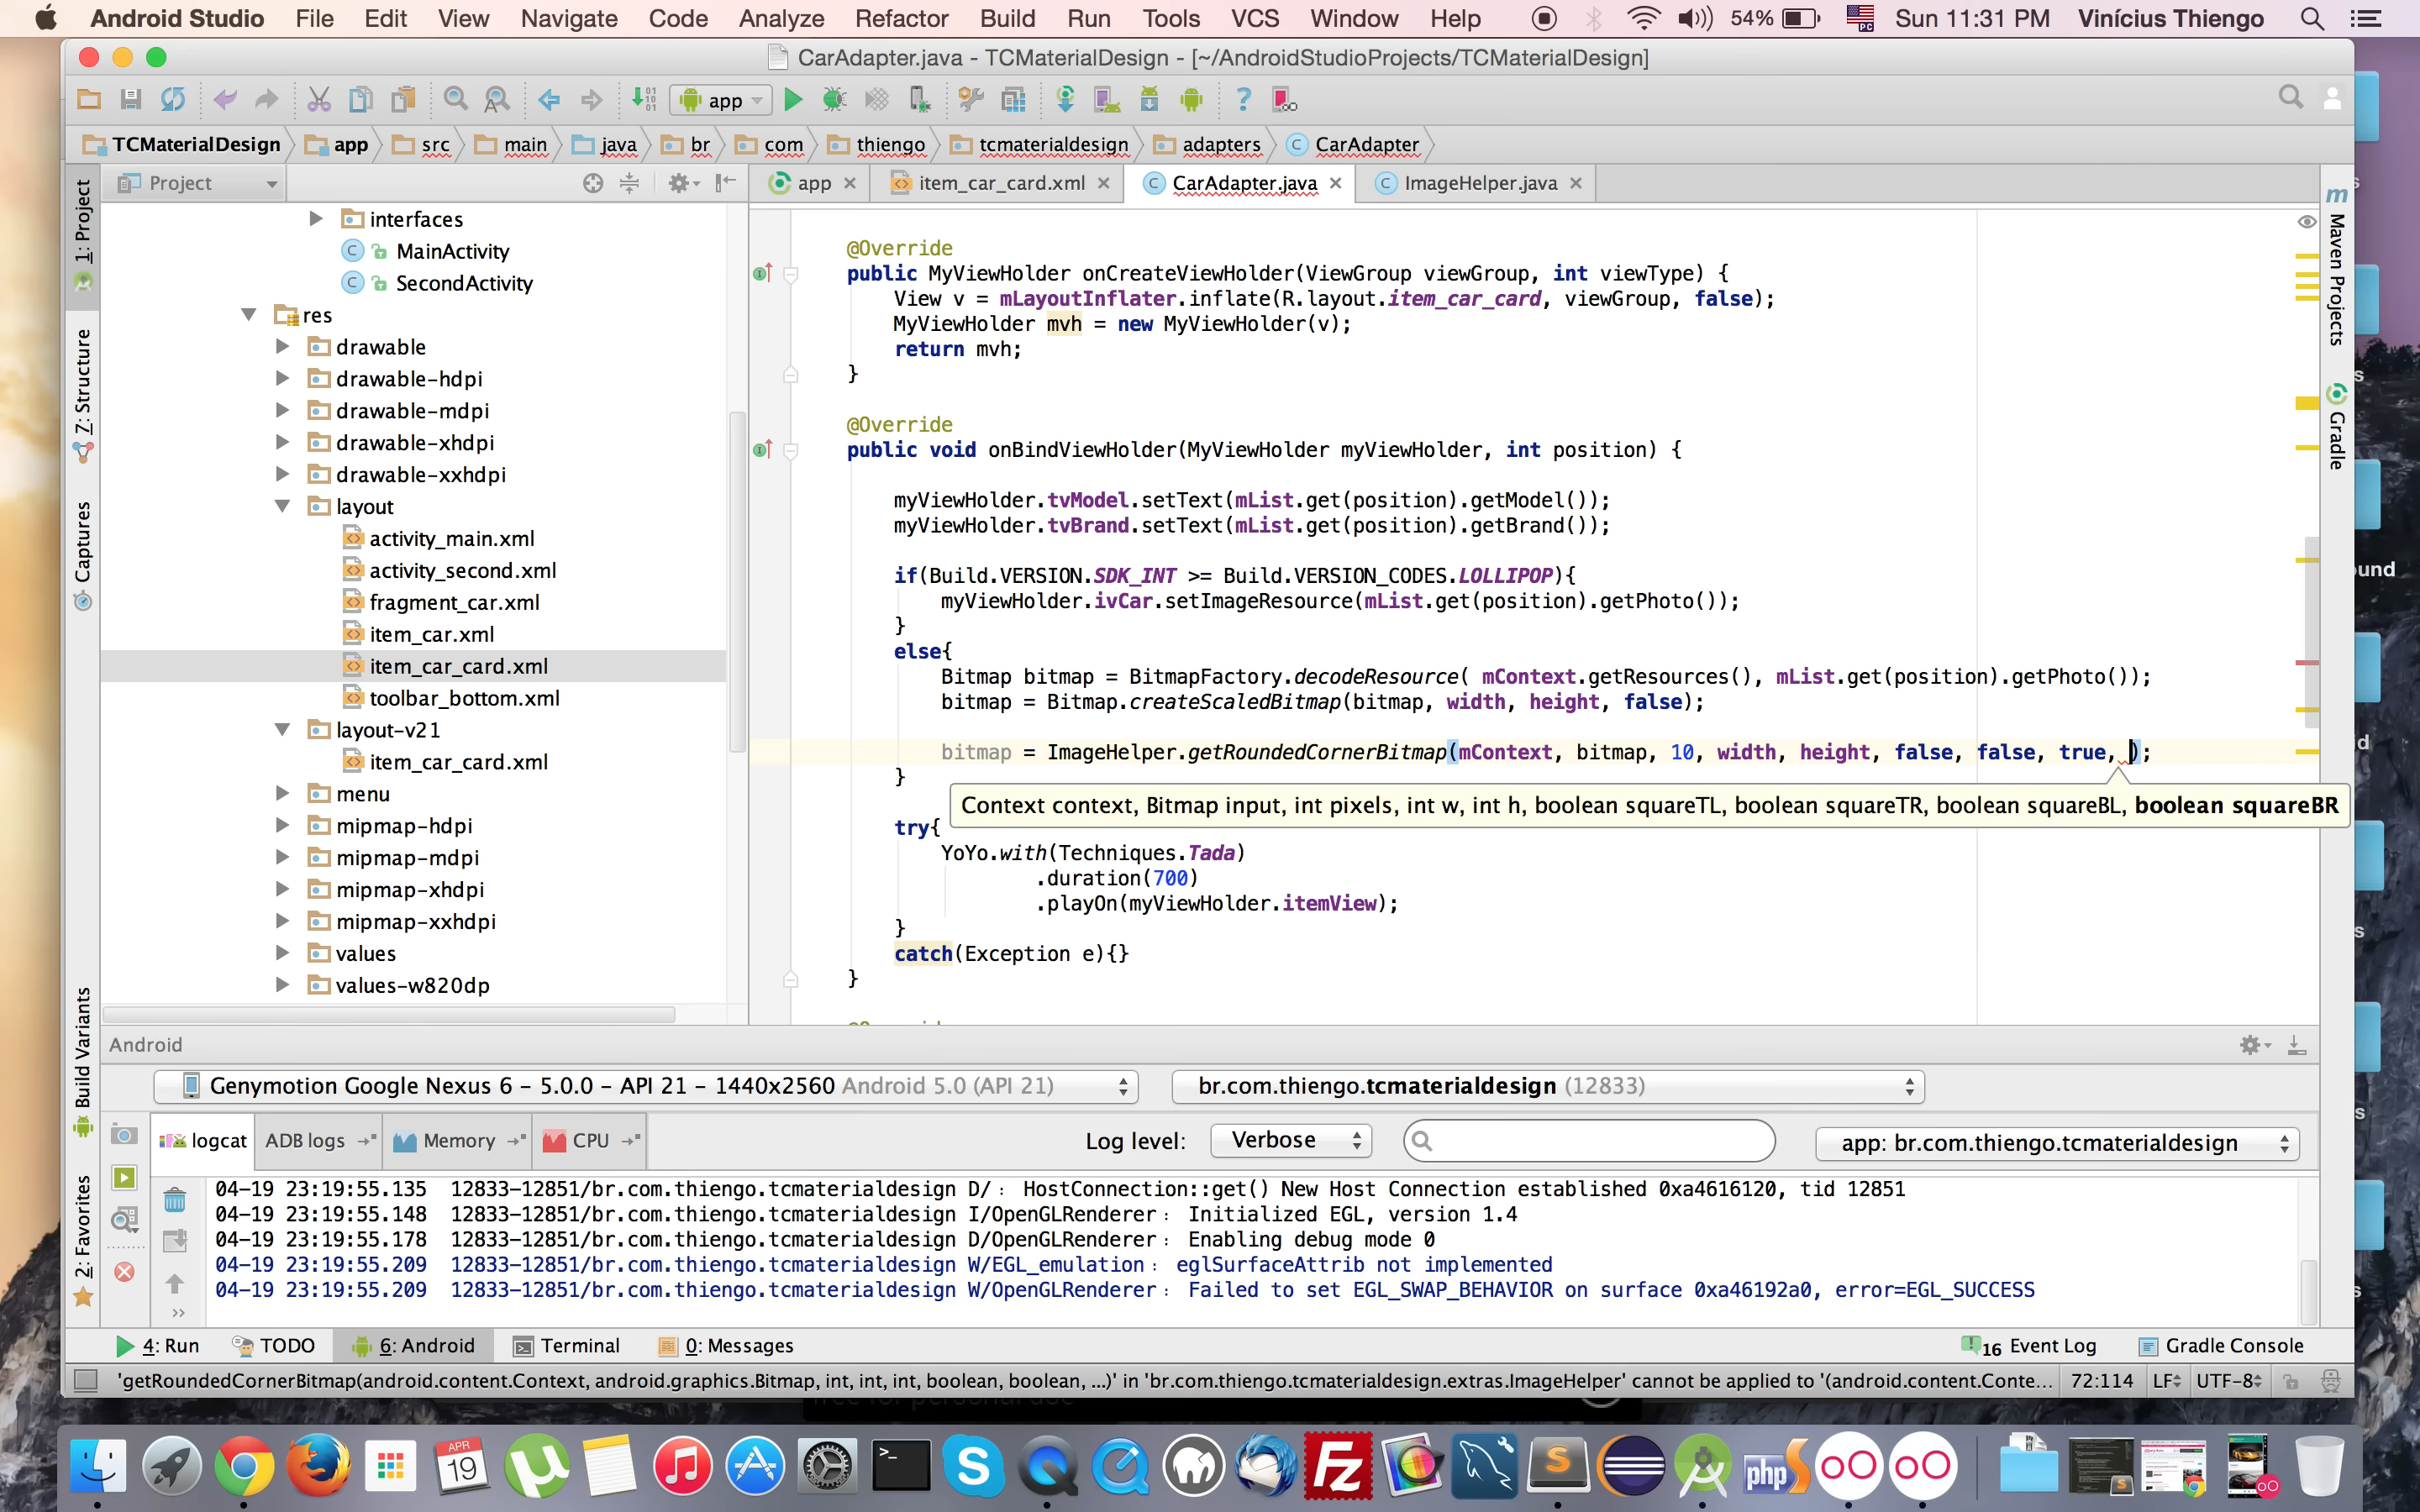 Android Studio File Edit View Navigate Code Analyze Refactor Build Run Tools VCS Window Help 54% PC Sun 11:31 PM Vinícius Thiengo
CarAdapter.java - TCMaterialDesign - [~/AndroidStudioProjects/TCMaterialDesign]
app
TCMaterialDesign app src main java br com thiengo tcmaterialdesign adapters CarAdapter
Project
app item_car_card.xml CarAdapter.java ImageHelper.java
1: Project
7: Structure
Captures
Build Variants
2: Favorites
interfaces
MainActivity
SecondActivity
res
drawable
drawable-hdpi
drawable-mdpi
drawable-xhdpi
drawable-xxhdpi
layout
activity_main.xml
activity_second.xml
fragment_car.xml
item_car.xml
item_car_card.xml
toolbar_bottom.xml
layout-v21
item_car_card.xml
menu
mipmap-hdpi
mipmap-mdpi
mipmap-xhdpi
mipmap-xxhdpi
values
values-w820dp
@Override
public MyViewHolder onCreateViewHolder(ViewGroup viewGroup, int viewType) {
View v = mLayoutInflater.inflate(R.layout.item_car_card, viewGroup, false);
MyViewHolder mvh = new MyViewHolder(v);
return mvh;
}
@Override
public void onBindViewHolder(MyViewHolder myViewHolder, int position) {
myViewHolder.tvModel.setText(mList.get(position).getModel());
myViewHolder.tvBrand.setText(mList.get(position).getBrand());
if(Build.VERSION.SDK_INT >= Build.VERSION_CODES.LOLLIPOP){
myViewHolder.ivCar.setImageResource(mList.get(position).getPhoto());
}
else{
Bitmap bitmap = BitmapFactory.decodeResource( mContext.getResources(), mList.get(position).getPhoto());
bitmap = Bitmap.createScaledBitmap(bitmap, width, height, false);
bitmap = ImageHelper.getRoundedCornerBitmap(mContext, bitmap, 10, width, height, false, false, true, );
}
Context context, Bitmap input, int pixels, int w, int h, boolean squareTL, boolean squareTR, boolean squareBL, boolean squareBR
try{
YoYo.with(Techniques.Tada)
.duration(700)
.playOn(myViewHolder.itemView);
}
catch(Exception e){}
}
Maven Projects
Gradle
und
Android
Genymotion Google Nexus 6 - 5.0.0 - API 21 - 1440x2560 Android 5.0 (API 21)
br.com.thiengo.tcmaterialdesign (12833)
logcat ADB logs Memory CPU Log level: Verbose app: br.com.thiengo.tcmaterialdesign
04-19 23:19:55.135 12833-12851/br.com.thiengo.tcmaterialdesign D/: HostConnection::get() New Host Connection established 0xa4616120, tid 12851
04-19 23:19:55.148 12833-12851/br.com.thiengo.tcmaterialdesign I/OpenGLRenderer: Initialized EGL, version 1.4
04-19 23:19:55.178 12833-12851/br.com.thiengo.tcmaterialdesign D/OpenGLRenderer: Enabling debug mode 0
04-19 23:19:55.209 12833-12851/br.com.thiengo.tcmaterialdesign W/EGL_emulation: eglSurfaceAttrib not implemented
04-19 23:19:55.209 12833-12851/br.com.thiengo.tcmaterialdesign W/OpenGLRenderer: Failed to set EGL_SWAP_BEHAVIOR on surface 0xa46192a0, error=EGL_SUCCESS
4: Run TODO 6: Android Terminal 0: Messages 16 Event Log Gradle Console
'getRoundedCornerBitmap(android.content.Context, android.graphics.Bitmap, int, int, int, boolean, boolean, ...)' in 'br.com.thiengo.tcmaterialdesign.extras.ImageHelper' cannot be applied to '(android.content.Conte... 72:114 LF UTF-8
APR
19
php